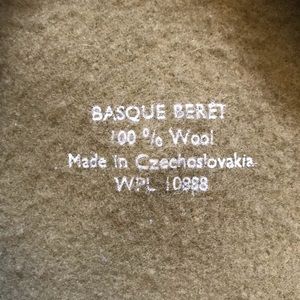 BASQUE BERET
100 % Wool
Made in Czechoslovakia
WPL 10888